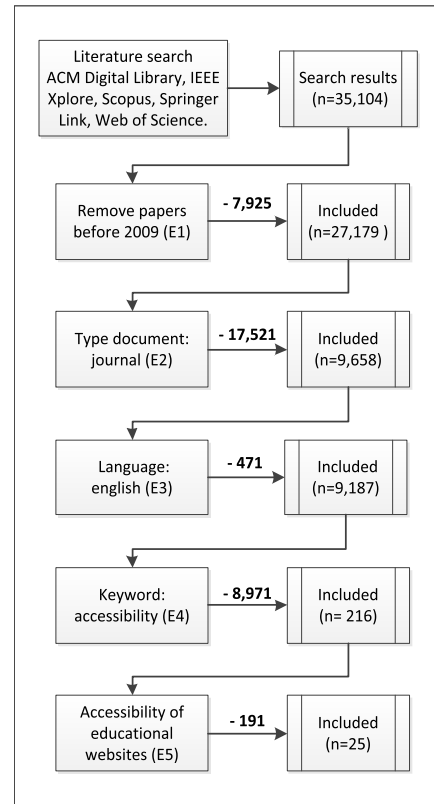 Literature search
ACM Digital Library, IEEE
Xplore, Scopus, Springer
Link, Web of Science.
Search results
(n=35,104)
Remove papers
before 2009 (E1)
- 7,925
Included
(n=27,179 )
Type document:
journal (E2)
- 17,521
Included
(n=9,658)
Language:
english (E3)
- 471
Included
(n=9,187)
Keyword:
accessibility (E4)
- 8,971
Included
(n= 216)
Accessibility of
educational
websites (E5)
- 191
Included
(n=25)